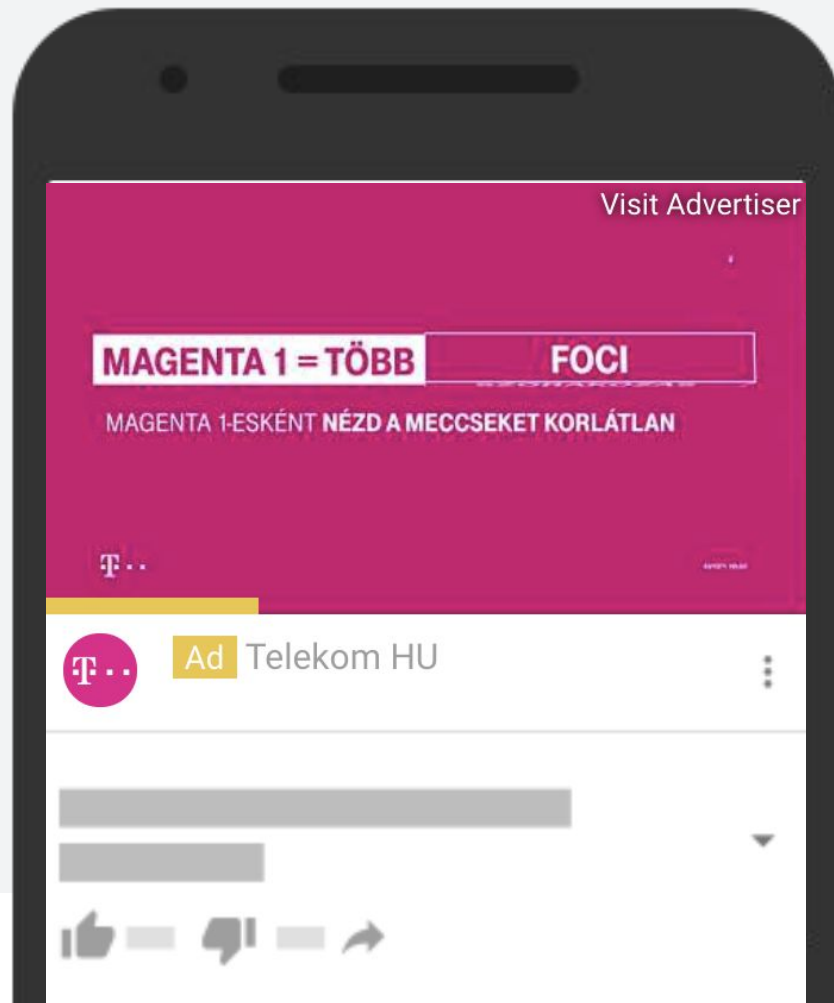 Visit Advertiser
MAGENTA 1 = TÖBB FOCI
MAGENTA 1-ESKÉNT NÉZD A MECCSEKET KORLÁTLAN
T··
T·· Ad Telekom HU